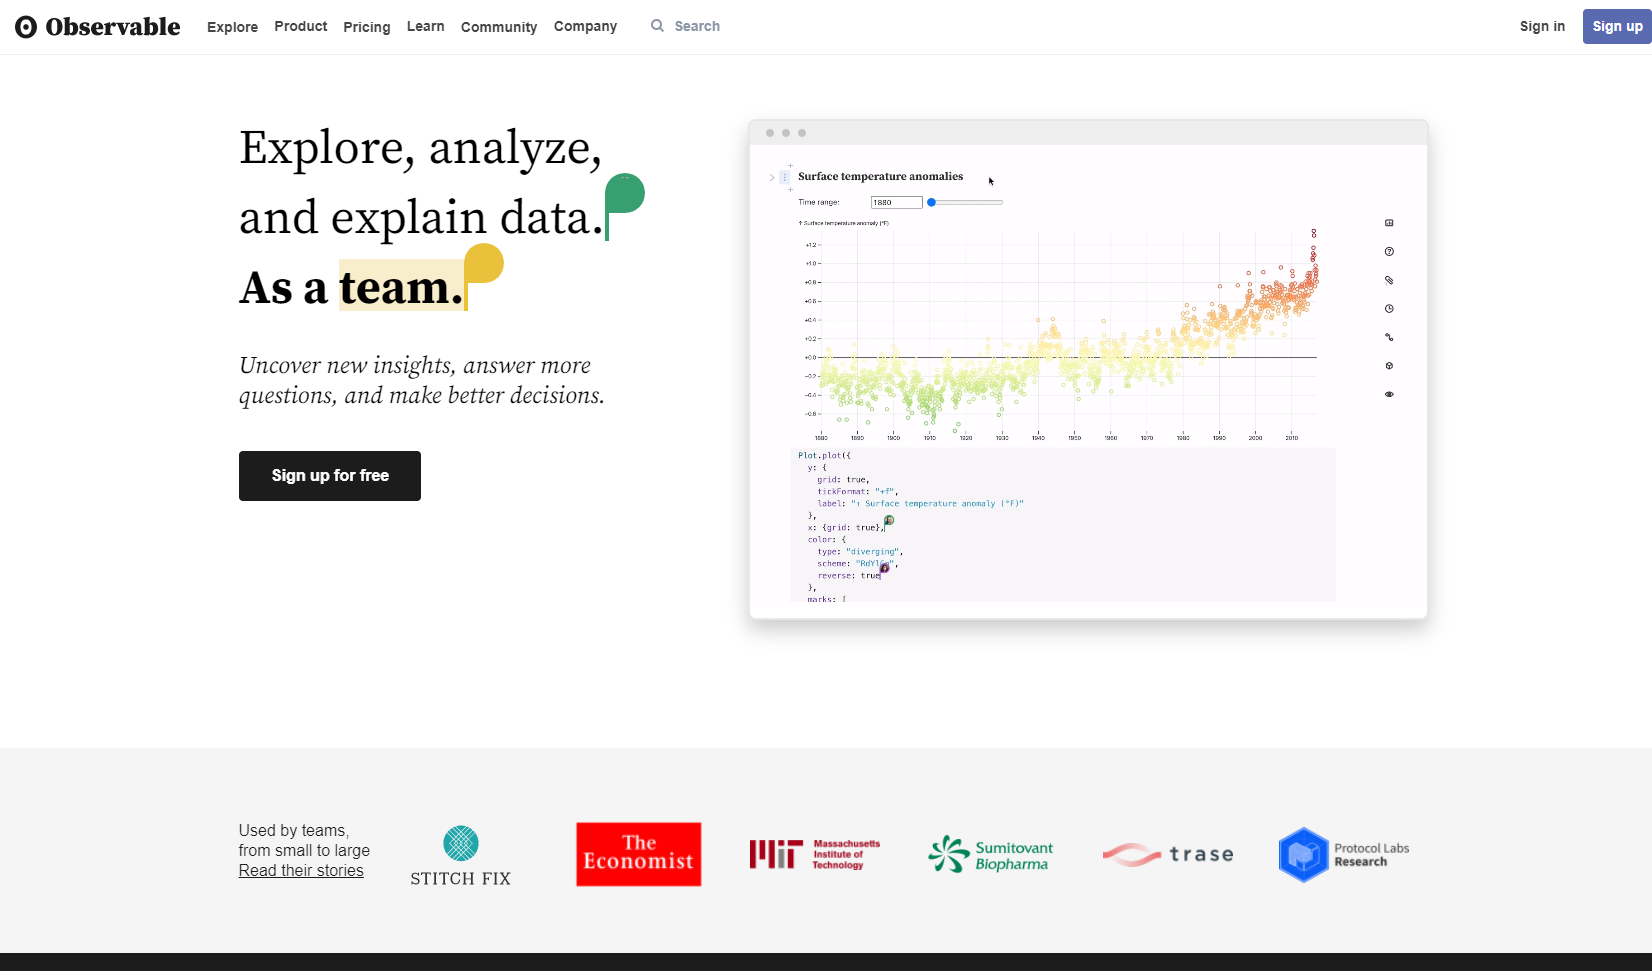 Observable
Explore Product Pricing Learn Community Company Search
Sign in Sign up
Explore, analyze,
and explain data.
As a team.
Uncover new insights, answer more
questions, and make better decisions.
Sign up for free
Surface temperature anomalies
Time range: 1880
↑ Surface temperature anomaly (°F)
+1.2
+1.0
+0.8
+0.6
+0.4
+0.2
+0.0
−0.2
−0.4
−0.6
1880 1890 1900 1910 1920 1930 1940 1950 1960 1970 1980 1990 2000 2010
Plot.plot({
y: {
grid: true,
tickFormat: "+f",
label: "↑ Surface temperature anomaly (°F)"
},
x: {grid: true},
color: {
type: "diverging",
scheme:
reverse: true
},
marks: [
Used by teams,
from small to large
Read their stories
STITCH FIX
The
Economist
MIT
Massachusetts
Institute of
Technology
Sumitovant
Biopharma
trase
Protocol Labs
Research